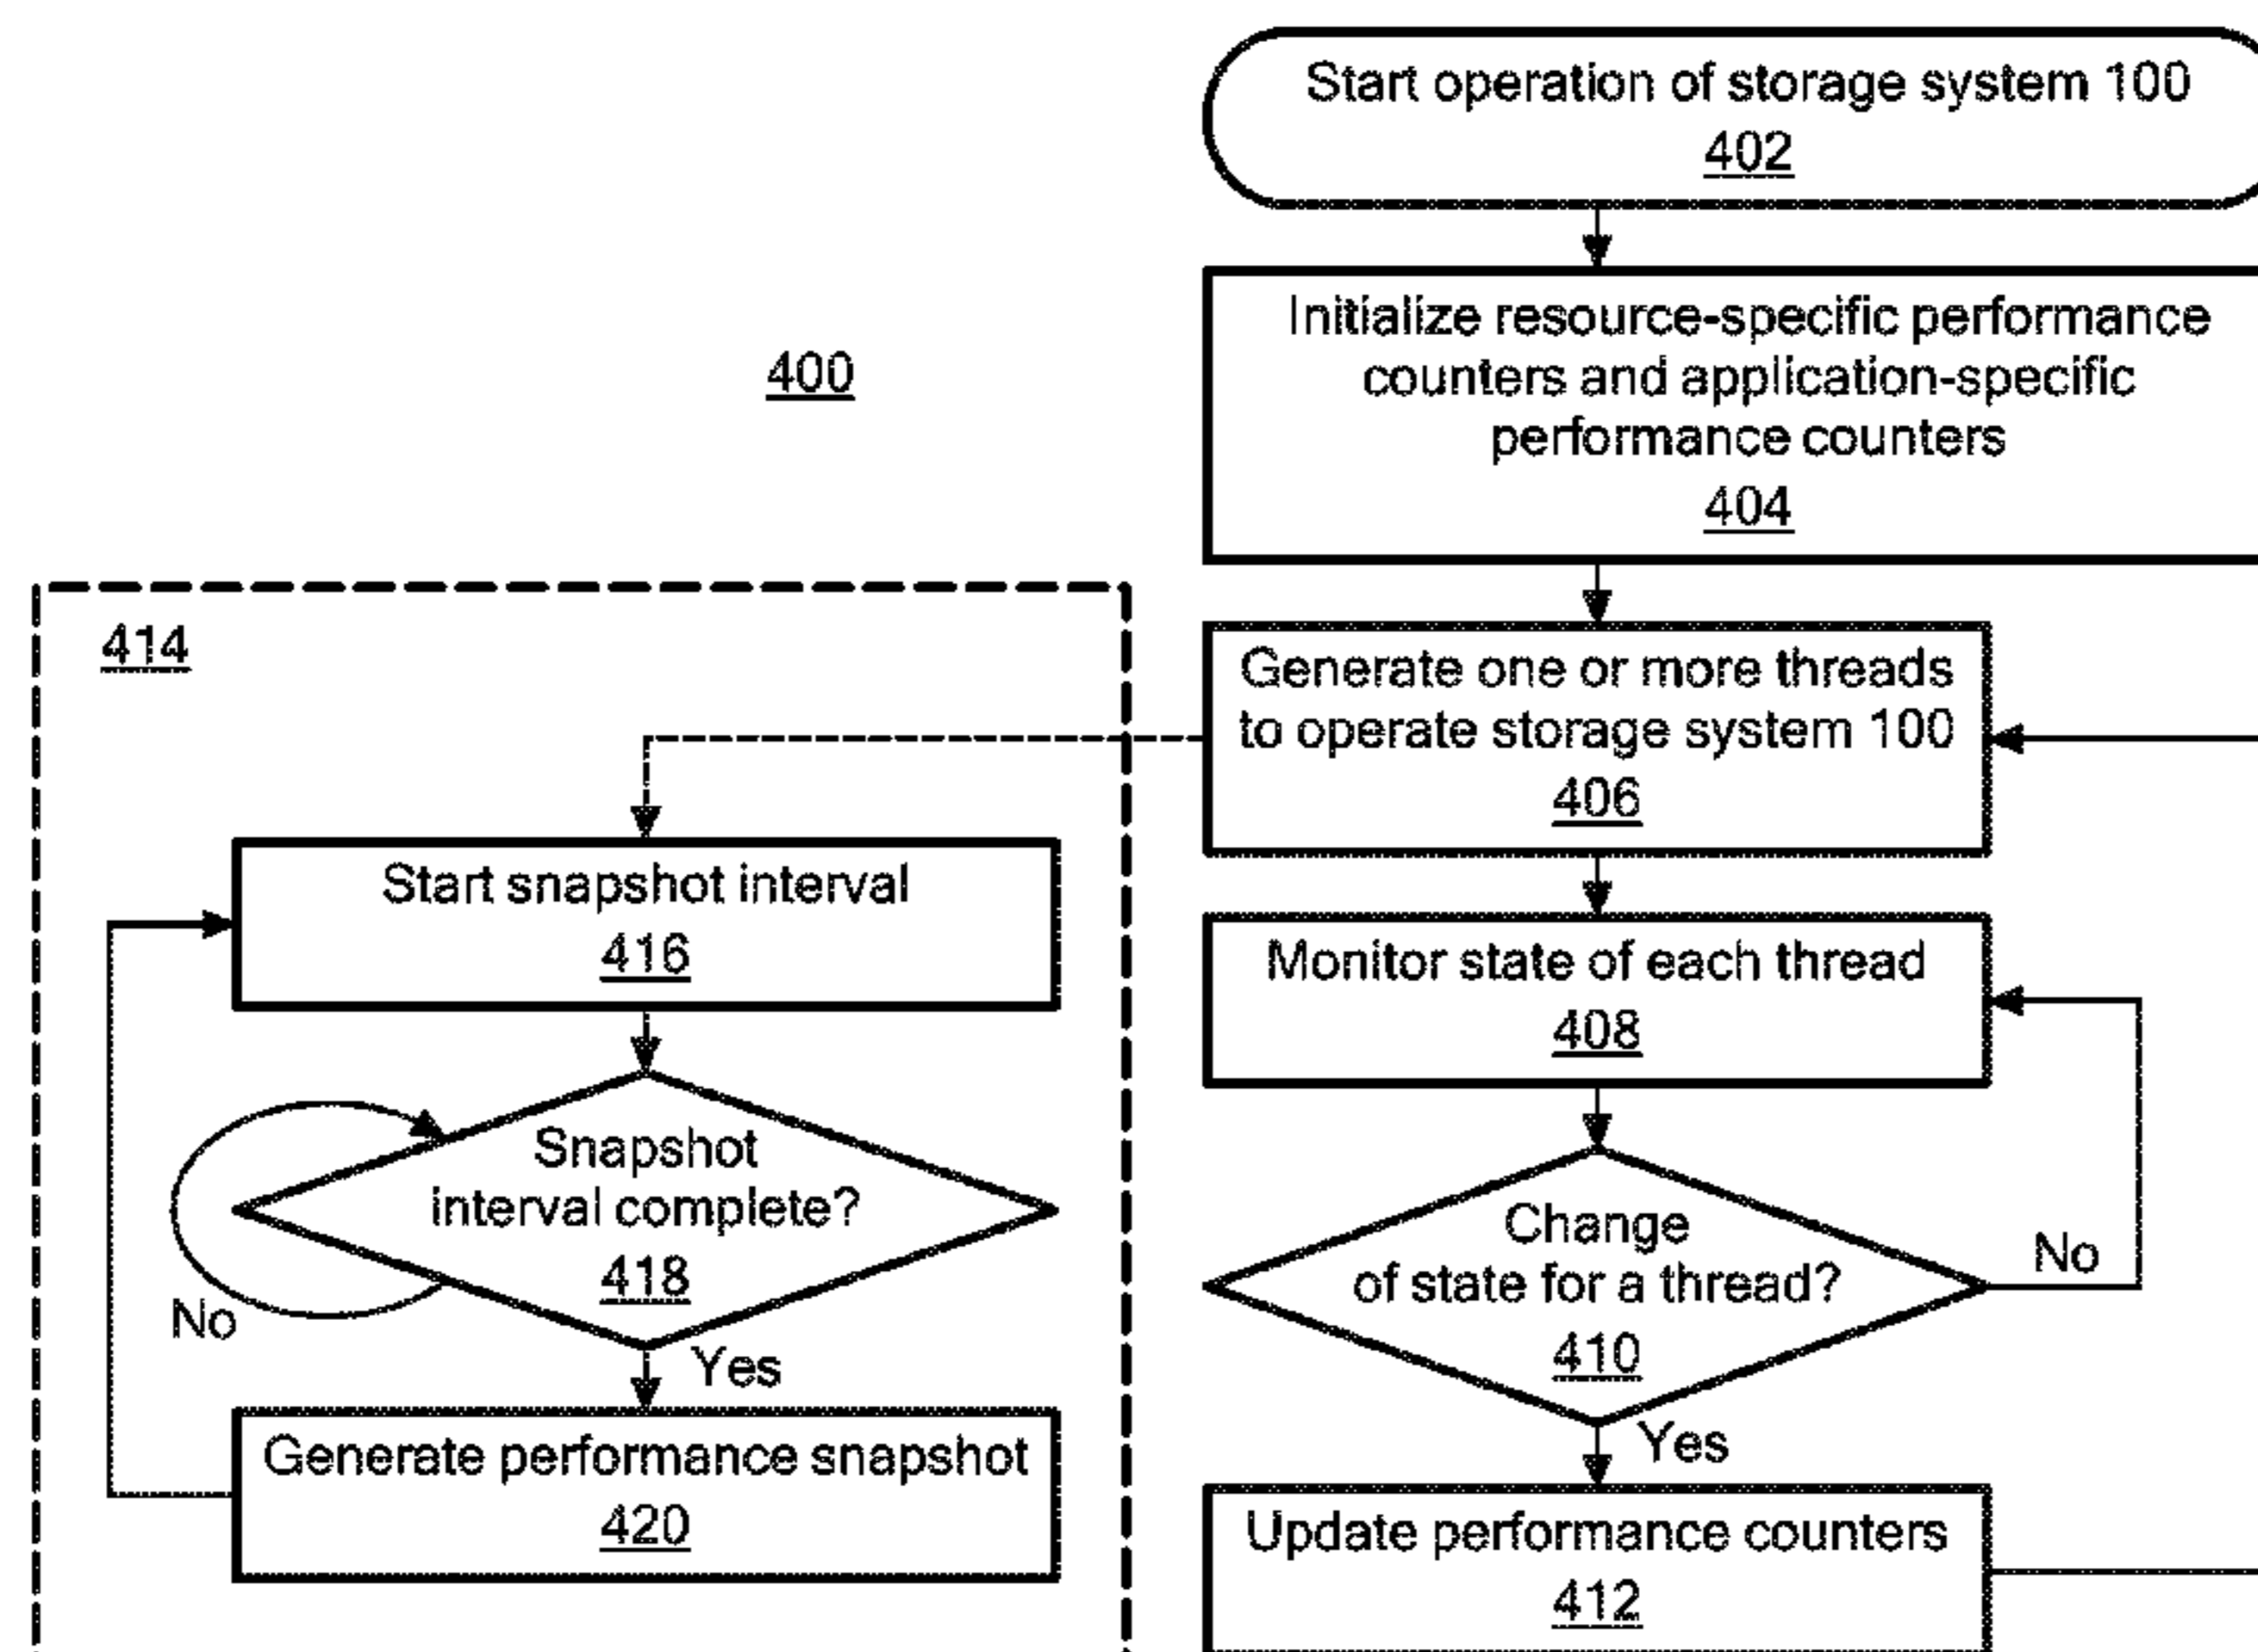 Start operation of storage system 100
402
Initialize resource-specific performance
counters and application-specific
performance counters
404
400
414
Generate one or more threads
to operate storage system 100
406
Start snapshot interval
416
Monitor state of each thread
408
Snapshot
interval complete?
418
No
Yes
Change
of state for a thread?
410
No
Yes
Generate performance snapshot
420
Update performance counters
412